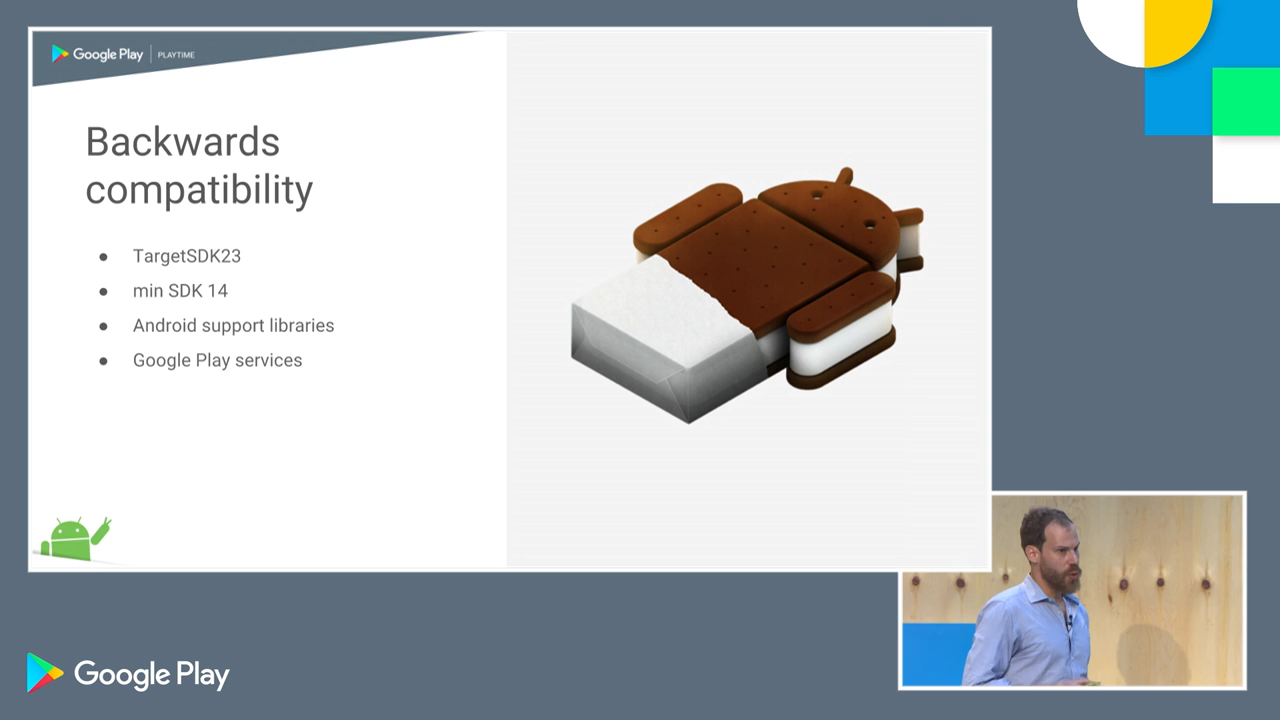 Google Play | PLAYTIME
Backwards
compatibility
● TargetSDK23
● min SDK 14
● Android support libraries
● Google Play services
Google Play